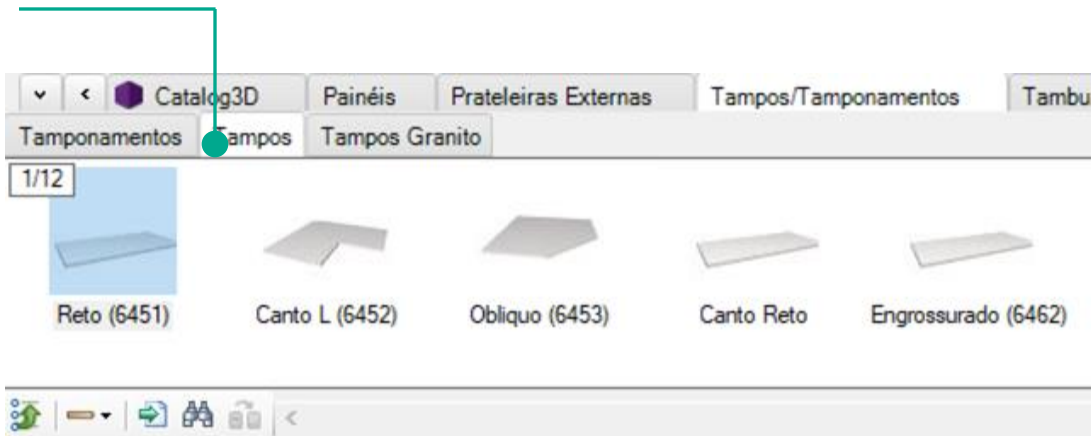 Catalog3D Painéis Prateleiras Externas Tampos/Tamponamentos Tambu
Tamponamentos Tampos Tampos Granito
1/12
Reto (6451) Canto L (6452) Obliquo (6453) Canto Reto Engrossurado (6462)